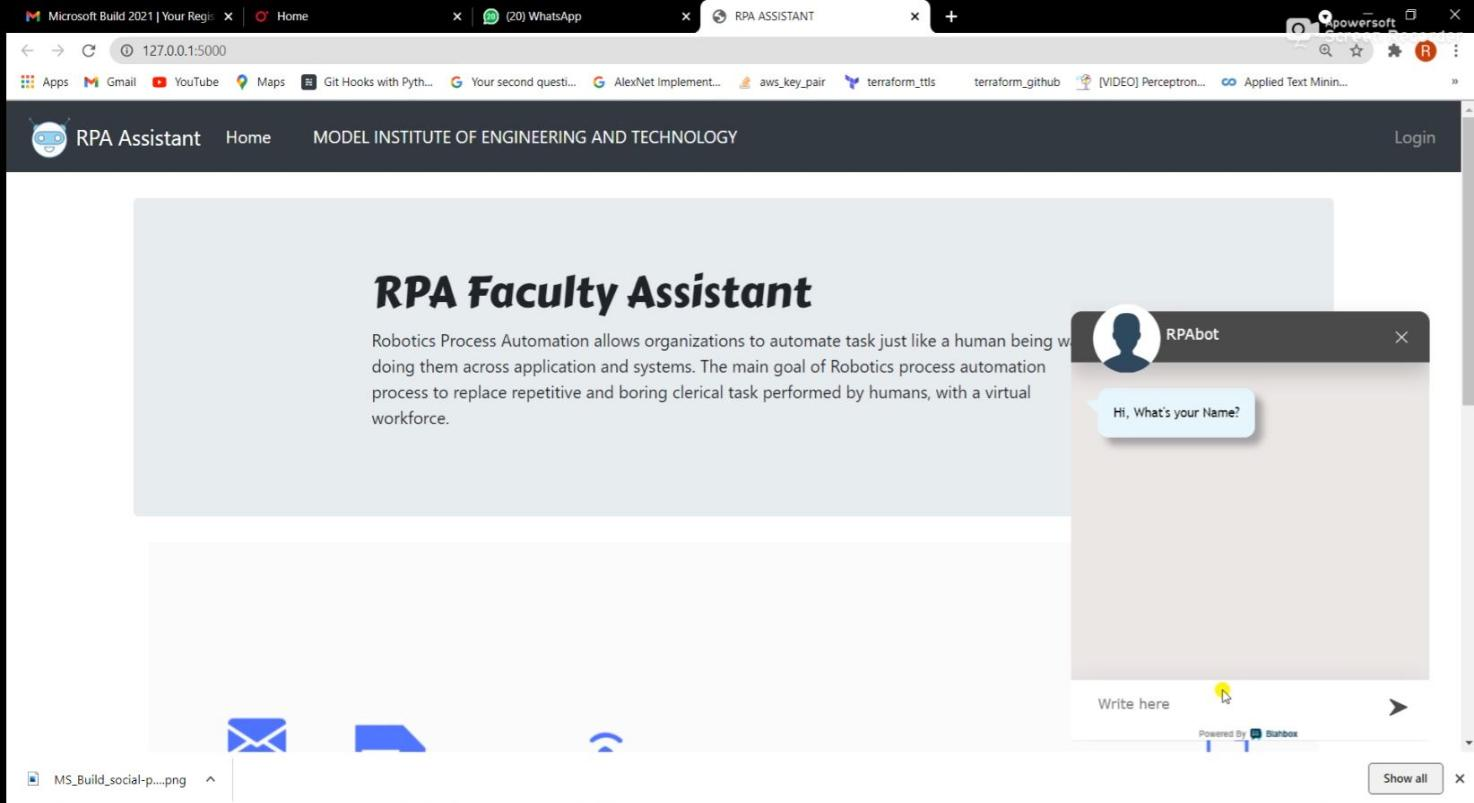 Microsoft Build 2021 | Your Regis
Home
(20) WhatsApp
RPA ASSISTANT
Apowersoft
Screen Recorder
127.0.0.1:5000
R
Apps
Gmail
YouTube
Maps
Git Hooks with Pyth...
Your second questi...
AlexNet Implement...
aws_key_pair
terraform_ttls
terraform_github
[VIDEO] Perceptron...
Applied Text Minin...
RPA Assistant
Home
MODEL INSTITUTE OF ENGINEERING AND TECHNOLOGY
Login
RPA Faculty Assistant
Robotics Process Automation allows organizations to automate task just like a human being
doing them across application and systems. The main goal of Robotics process automation
process to replace repetitive and boring clerical task performed by humans, with a virtual
workforce.
RPAbot
Hi, What's your Name?
Write here
Powered By Blahbox
MS_Build_social-p....png
Show all